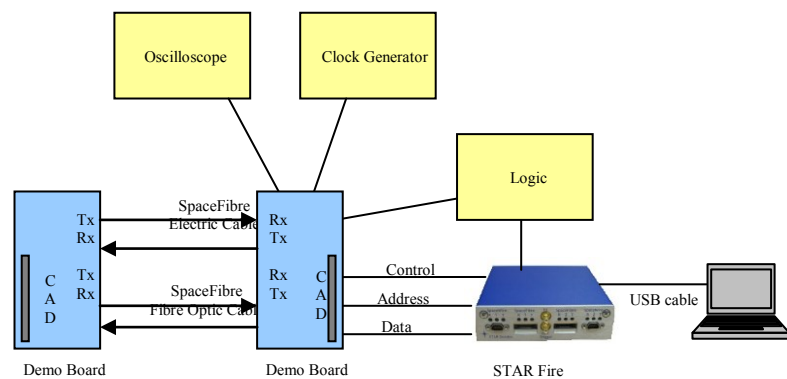 Oscilloscope
Clock Generator
Logic
SpaceFibre
Electric Cable
Tx
Rx
Rx
Tx
Tx
Rx
SpaceFibre
Fibre Optic Cable
Rx
Tx
C
A
D
C
A
D
Control
Address
Data
USB cable
Demo Board
Demo Board
STAR Fire